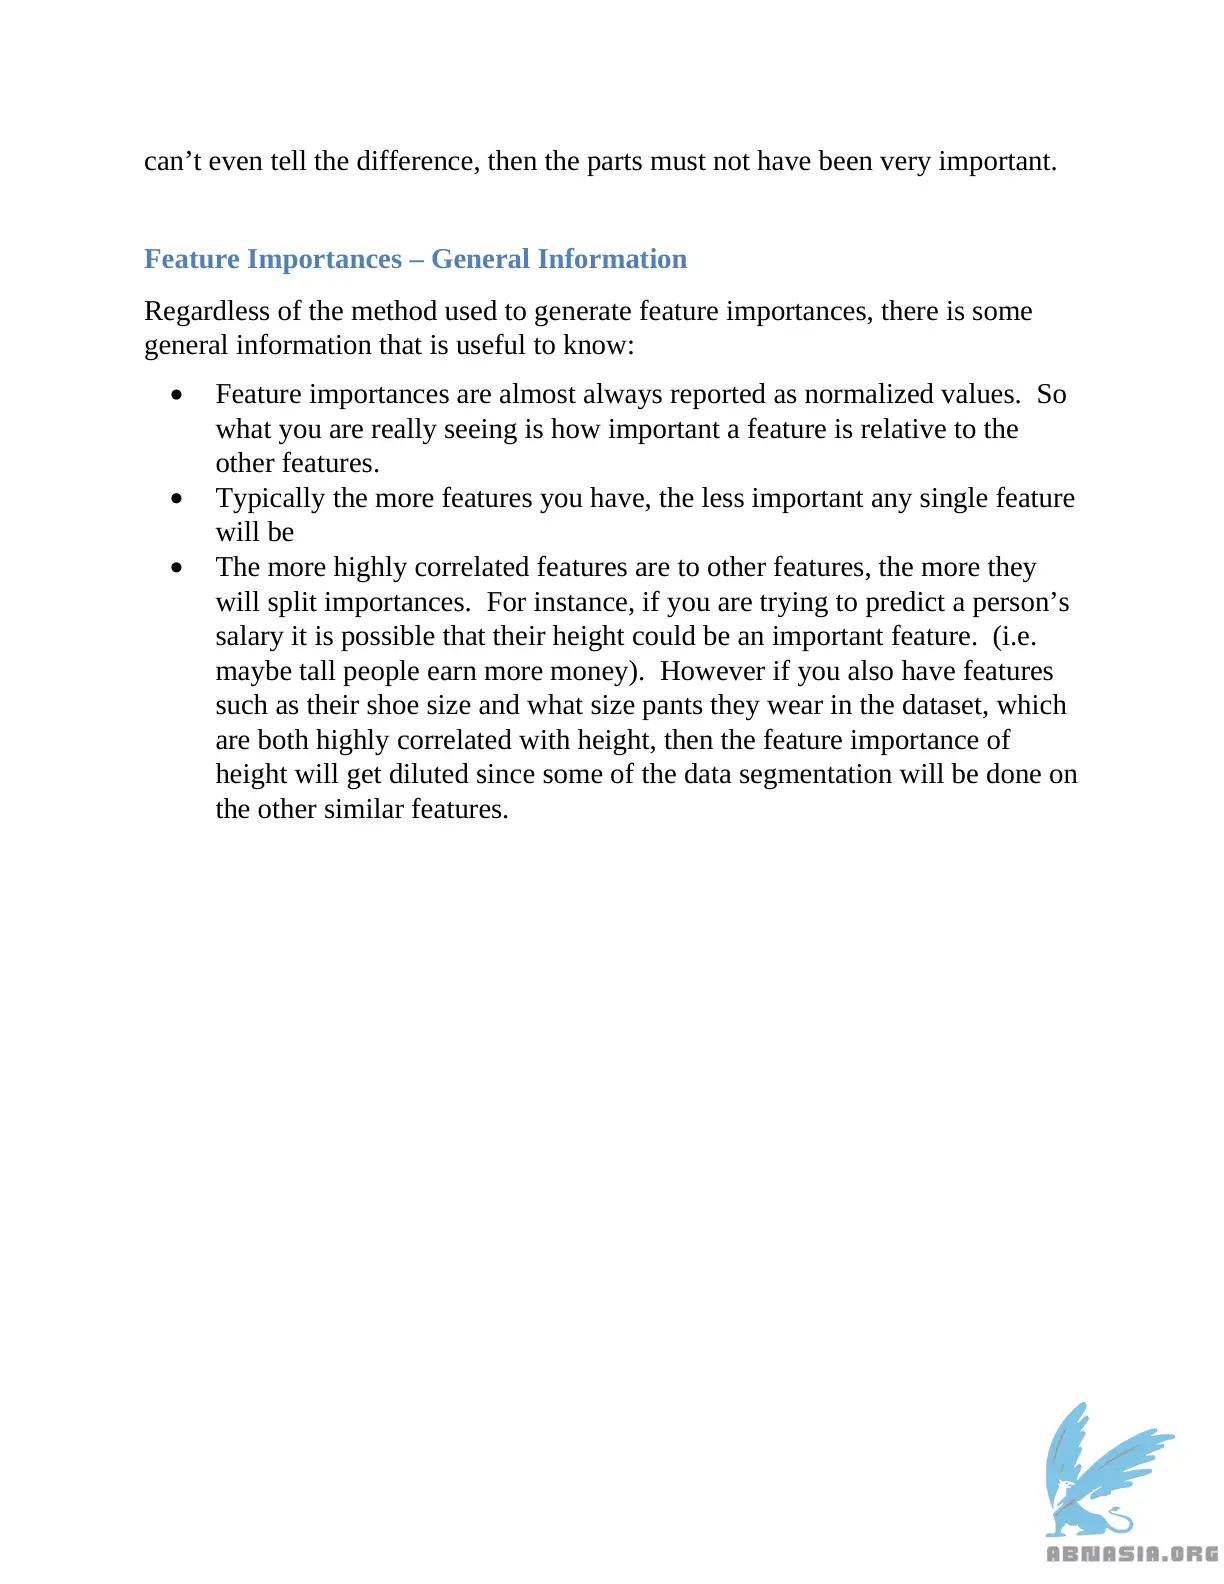 can’t even tell the difference, then the parts must not have been very important.
Feature Importances – General Information
Regardless of the method used to generate feature importances, there is some
general information that is useful to know:
• Feature importances are almost always reported as normalized values.  So
what you are really seeing is how important a feature is relative to the
other features.
• Typically the more features you have, the less important any single feature
will be
• The more highly correlated features are to other features, the more they
will split importances.  For instance, if you are trying to predict a person’s
salary it is possible that their height could be an important feature.  (i.e.
maybe tall people earn more money).  However if you also have features
such as their shoe size and what size pants they wear in the dataset, which
are both highly correlated with height, then the feature importance of
height will get diluted since some of the data segmentation will be done on
the other similar features.
ABNASIA.ORG